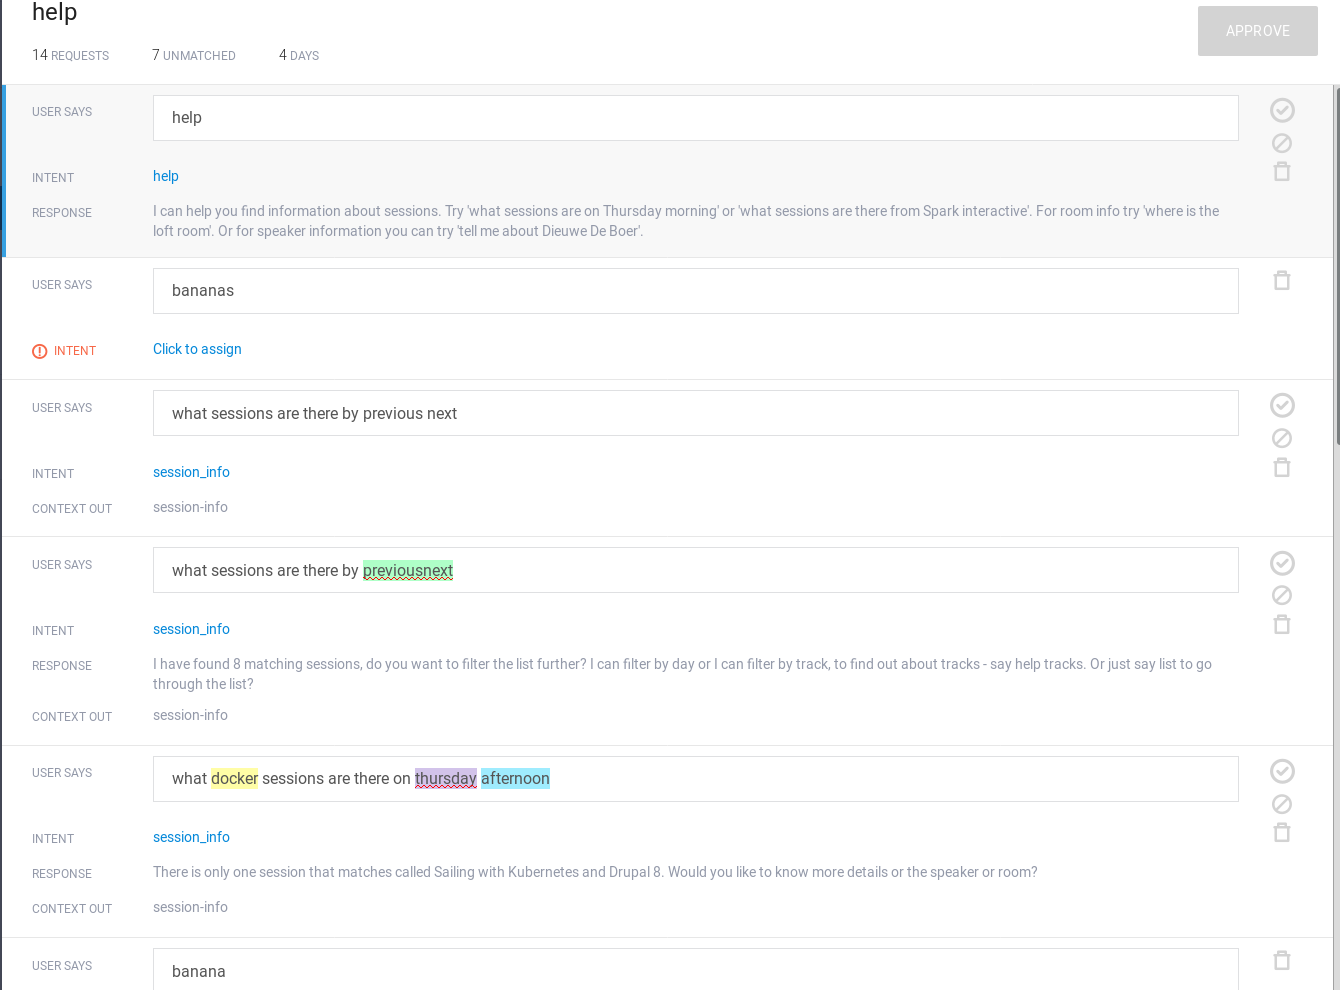 help
APPROVE
14 REQUESTS 7 UNMATCHED 4 DAYS
USER SAYS help
INTENT help
RESPONSE I can help you find information about sessions. Try 'what sessions are on Thursday morning' or 'what sessions are there from Spark interactive'. For room info try 'where is the
loft room'. Or for speaker information you can try 'tell me about Dieuwe De Boer'.
USER SAYS bananas
INTENT Click to assign
USER SAYS what sessions are there by previous next
INTENT session_info
CONTEXT OUT session-info
USER SAYS what sessions are there by previousnext
INTENT session_info
RESPONSE I have found 8 matching sessions, do you want to filter the list further? I can filter by day or I can filter by track, to find out about tracks - say help tracks. Or just say list to go
through the list?
CONTEXT OUT session-info
USER SAYS what docker sessions are there on thursday afternoon
INTENT session_info
RESPONSE There is only one session that matches called Sailing with Kubernetes and Drupal 8. Would you like to know more details or the speaker or room?
CONTEXT OUT session-info
USER SAYS banana